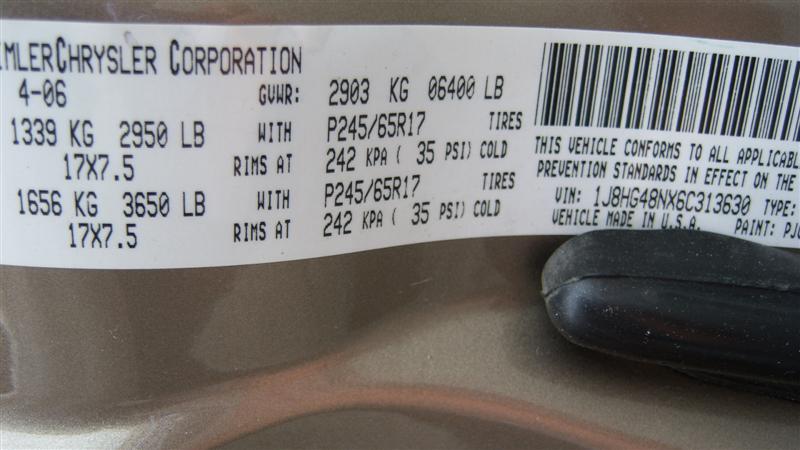 IMLERCHRYSLER CORPORATION
4-06 GVWR: 2903 KG 06400 LB
1339 KG 2950 LB WITH P245/65R17 TIRES
17X7.5 RIMS AT 242 KPA ( 35 PSI) COLD
1656 KG 3650 LB WITH P245/65R17 TIRES
17X7.5 RIMS AT 242 KPA ( 35 PSI) COLD
THIS VEHICLE CONFORMS TO ALL APPLICABL
PREVENTION STANDARDS IN EFFECT ON THE
VIN: 1J8HG48NX6C313630 TYPE:
VEHICLE MADE IN U.S.A. PAINT: PJC